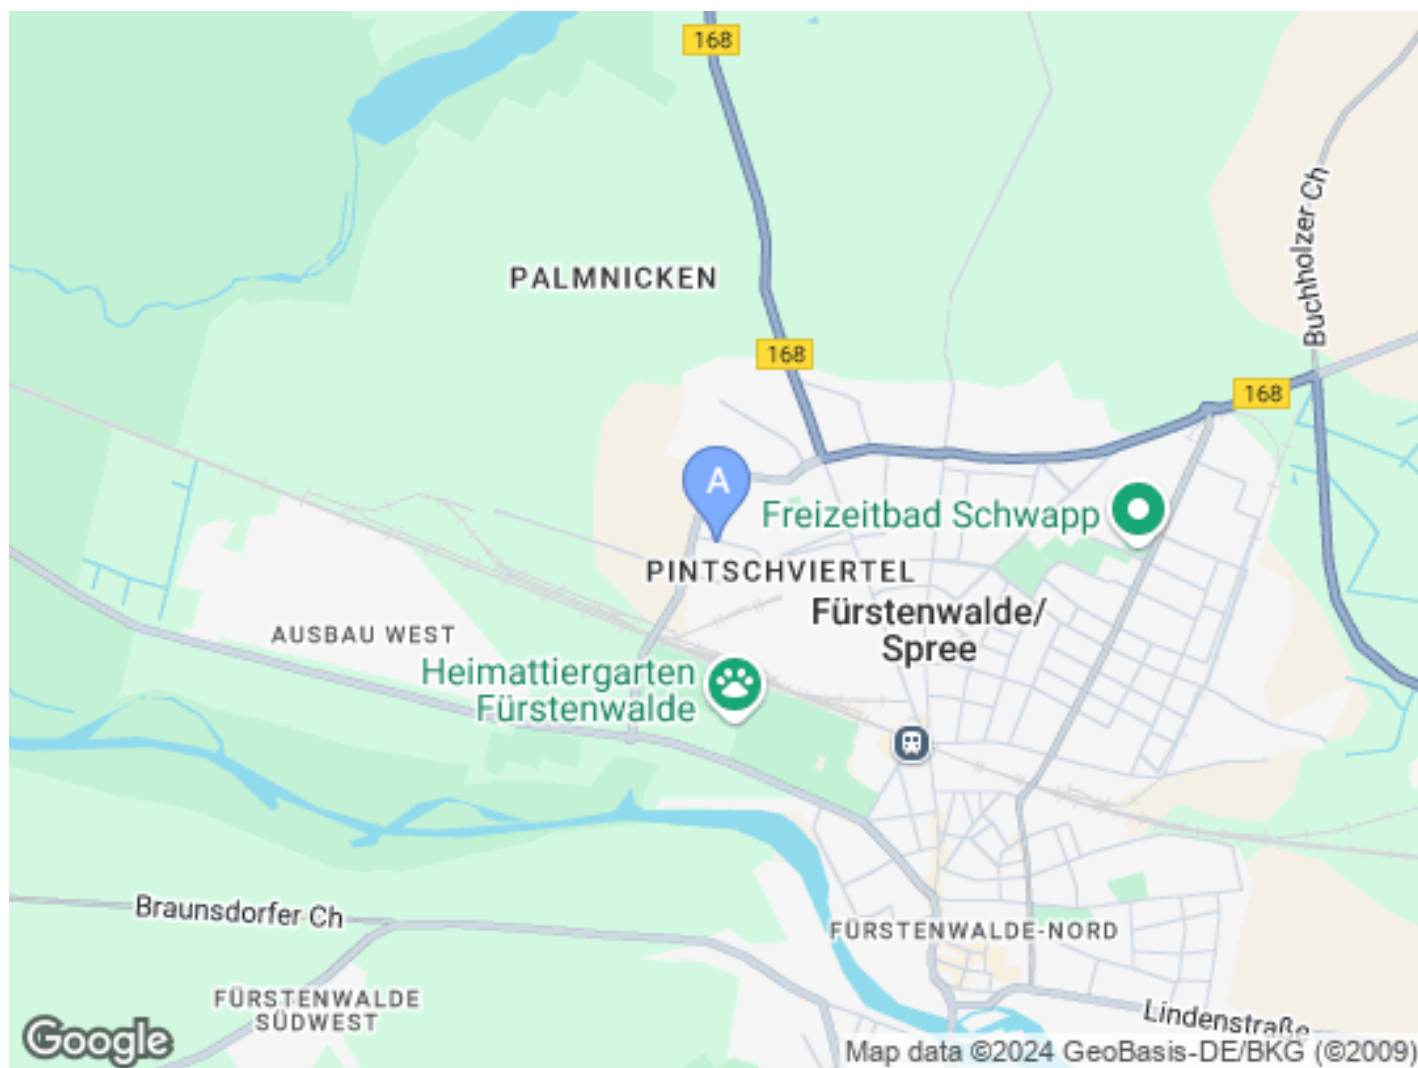 168
PALMNICKEN
Buchholzer Ch
168
168
A
Freizeitbad Schwapp
PINTSCHVIERTEL
Fürstenwalde/
Spree
AUSBAU WEST
Heimattiergarten
Fürstenwalde
Braunsdorfer Ch
FÜRSTENWALDE-NORD
FÜRSTENWALDE
SÜDWEST
Lindenstraße
Google
Map data ©2024 GeoBasis-DE/BKG (©2009)